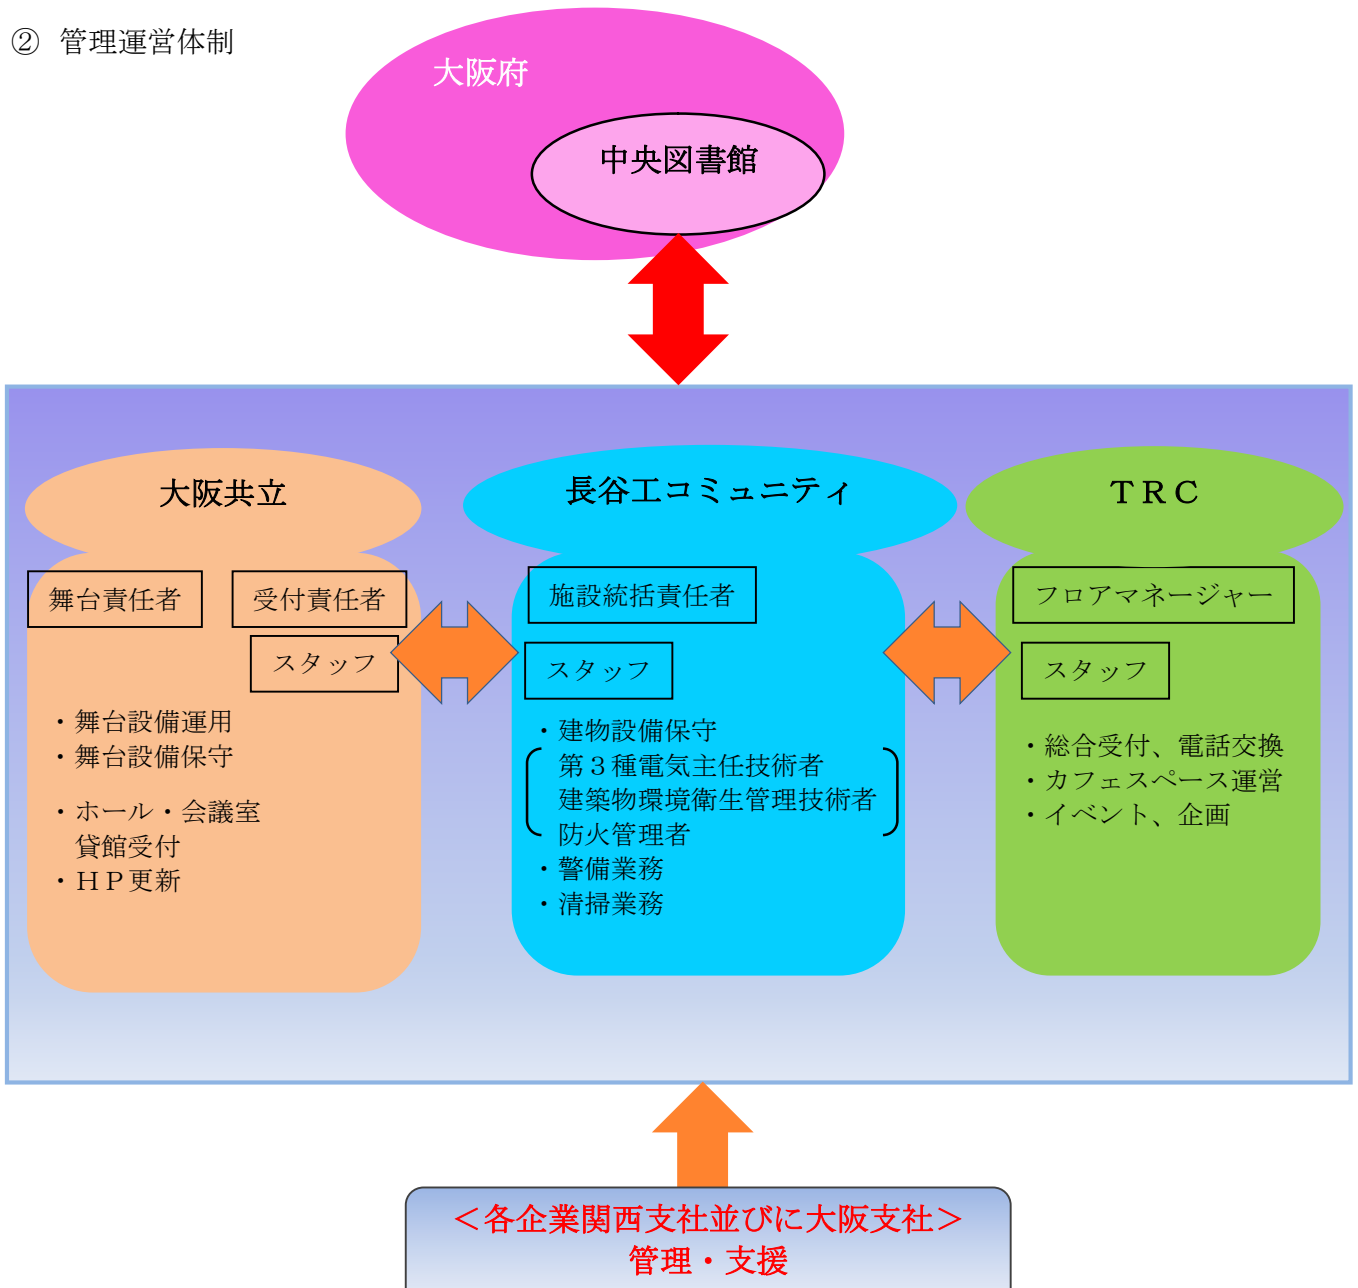 ② 管理運営体制
大阪府
中央図書館
大阪共立
舞台責任者
受付責任者
スタッフ
・舞台設備運用
・舞台設備保守
・ホール・会議室
貸館受付
・ＨＰ更新
長谷工コミュニティ
施設統括責任者
スタッフ
・建物設備保守
第３種電気主任技術者
建築物環境衛生管理技術者
防火管理者
・警備業務
・清掃業務
ＴＲＣ
フロアマネージャー
スタッフ
・総合受付、電話交換
・カフェスペース運営
・イベント、企画
＜各企業関西支社並びに大阪支社＞
管理・支援